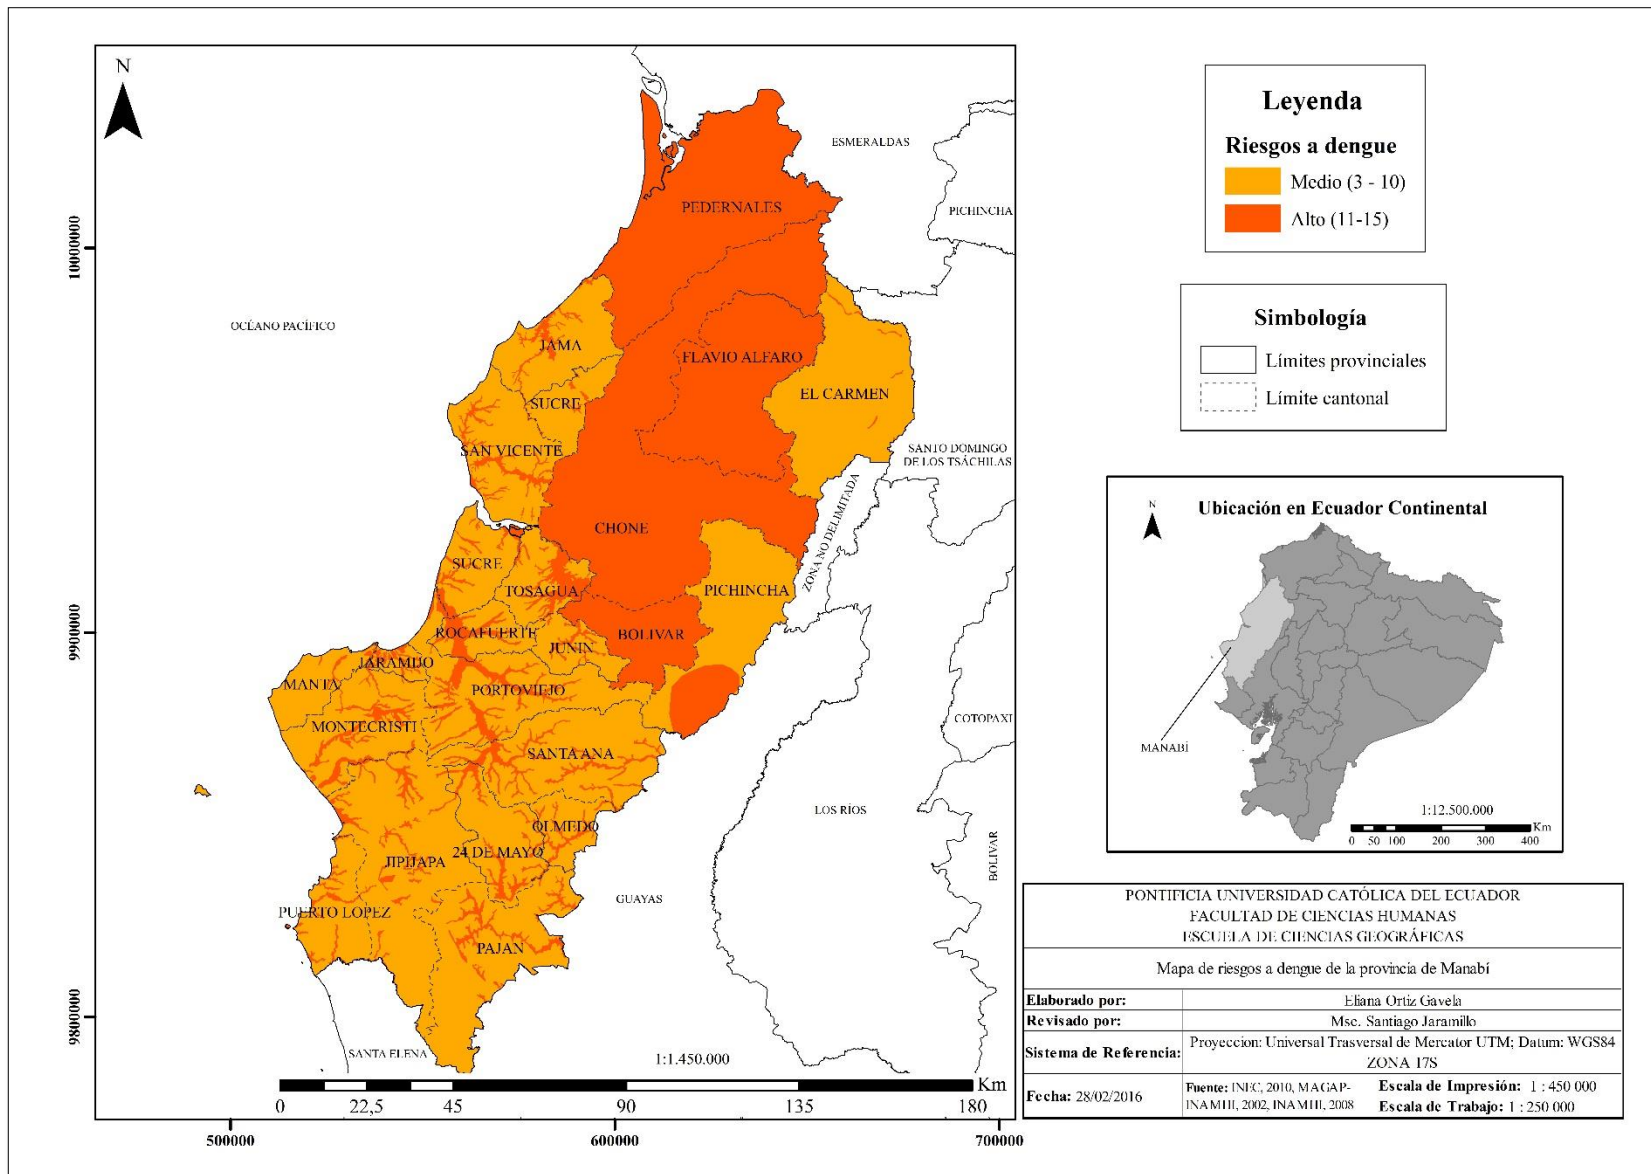 N
ESMERALDAS
PICHINCHA
PEDERNALES
OCÉANO PACÍFICO
JAMA
FLAVIO ALFARO
EL CARMEN
SUCRE
SAN VICENTE
SANTO DOMINGO
DE LOS TSÁCHILAS
ZONA NO DELIMITADA
CHONE
SUCRE
TOSAGUA
PICHINCHA
ROCAFUERTE
BOLIVAR
JUNIN
JARAMIJO
MANTA
PORTOVIEJO
MONTECRISTI
COTOPAXI
SANTA ANA
LOS RÍOS
OLMEDO
24 DE MAYO
JIPIJAPA
BOLIVAR
GUAYAS
PUERTO LOPEZ
PAJAN
SANTA ELENA
1:1.450.000
Km
0 22,5 45 90 135 180
500000 600000 700000
10000000
9900000
9800000
Leyenda
Riesgos a dengue
Medio (3 - 10)
Alto (11-15)
Simbología
Límites provinciales
Límite cantonal
N
Ubicación en Ecuador Continental
MANABÍ
1:12.500.000
Km
0 50 100 200 300 400
PONTIFICIA UNIVERSIDAD CATÓLICA DEL ECUADOR
FACULTAD DE CIENCIAS HUMANAS
ESCUELA DE CIENCIAS GEOGRÁFICAS
Mapa de riesgos a dengue de la provincia de Manabí
Elaborado por: Eliana Ortiz Gavela
Revisado por: Msc. Santiago Jaramillo
Sistema de Referencia: Proyeccion: Universal Trasversal de Mercator UTM; Datum: WGS84
ZONA 17S
Fecha: 28/02/2016
Fuente: INEC, 2010, MAGAP-
INAMHI, 2002, INAMHI, 2008
Escala de Impresión: 1 : 450 000
Escala de Trabajo: 1 : 250 000